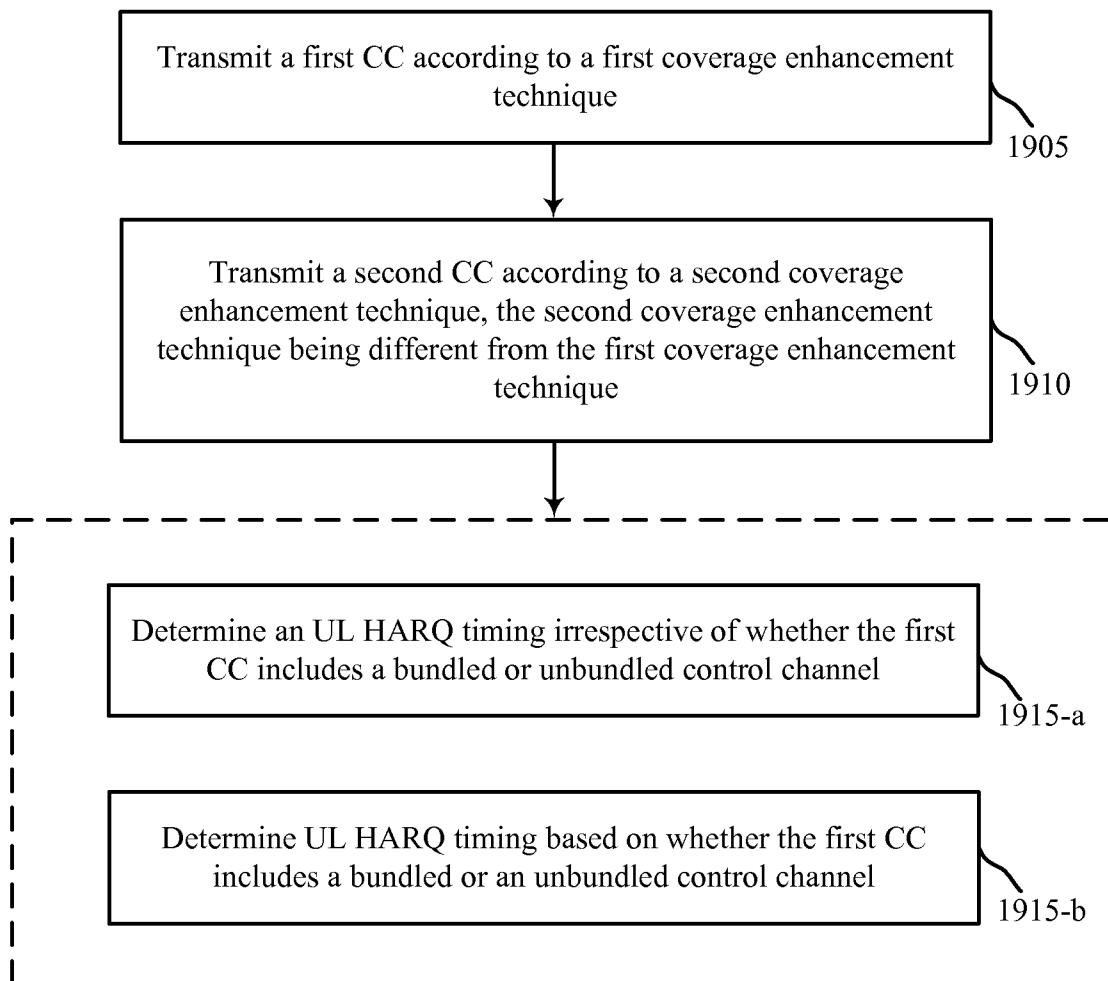 Transmit a first CC according to a first coverage enhancement
technique
1905
Transmit a second CC according to a second coverage
enhancement technique, the second coverage enhancement
technique being different from the first coverage enhancement
technique
1910
Determine an UL HARQ timing irrespective of whether the first
CC includes a bundled or unbundled control channel
1915-a
Determine UL HARQ timing based on whether the first CC
includes a bundled or an unbundled control channel
1915-b